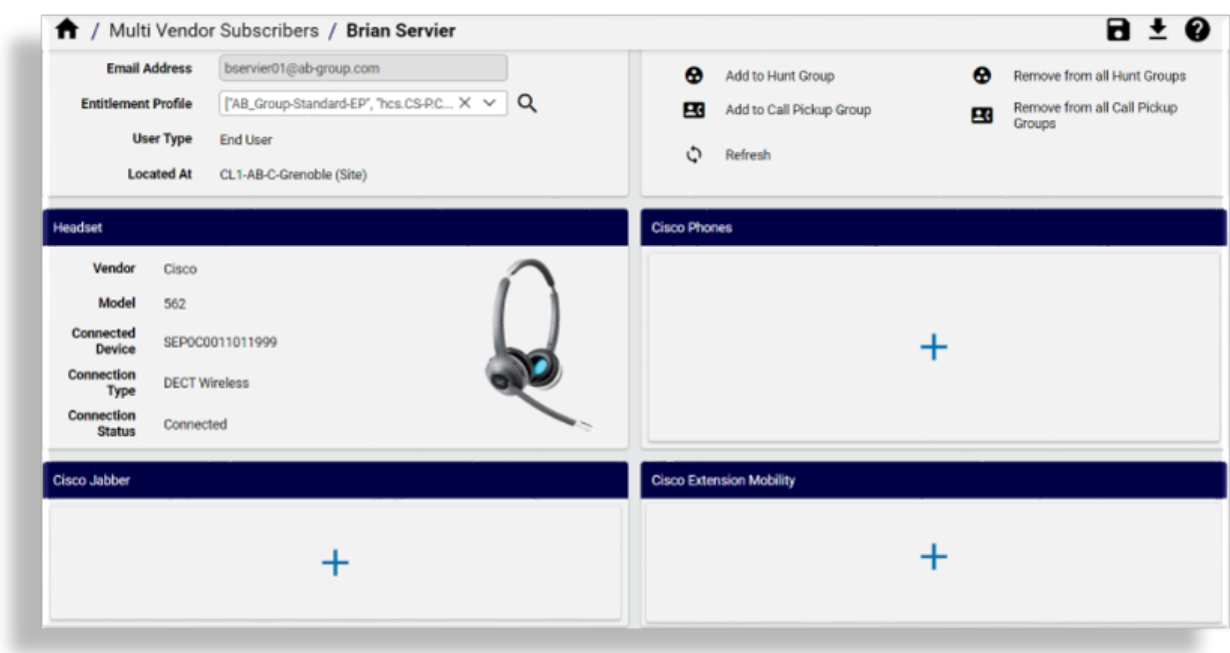 / Multi Vendor Subscribers / Brian Servier
Email Address bservier01@ab-group.com
Entitlement Profile ["AB_Group-Standard-EP", "hcs.CS-P.C...
User Type End User
Located At CL1-AB-C-Grenoble (Site)
Add to Hunt Group
Remove from all Hunt Groups
Add to Call Pickup Group
Remove from all Call Pickup
Groups
Refresh
Headset
Vendor Cisco
Model 562
Connected
Device SEP0C0011011999
Connection
Type DECT Wireless
Connection
Status Connected
Cisco Phones
+
Cisco Jabber
+
Cisco Extension Mobility
+